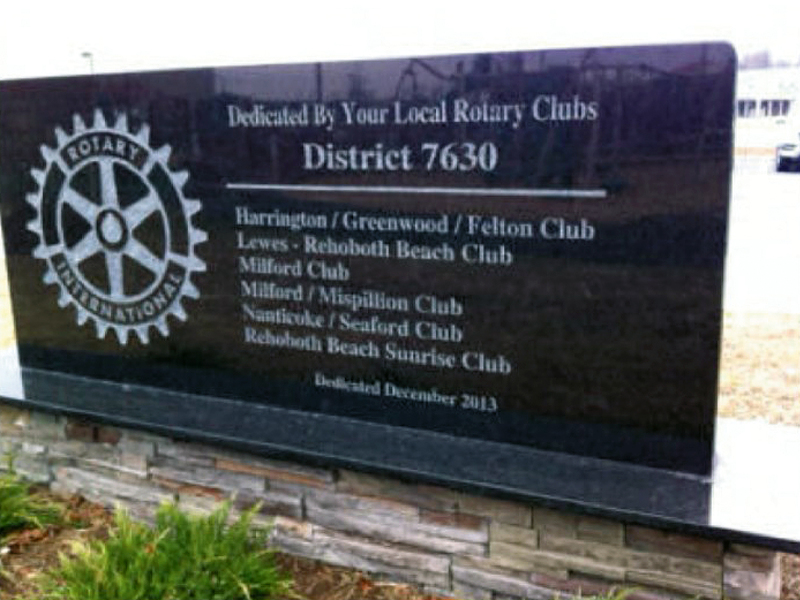 ROTARY
INTERNATIONAL
Dedicated By Your Local Rotary Clubs
District 7630
Harrington / Greenwood / Felton Club
Lewes - Rehoboth Beach Club
Milford Club
Milford / Mispillion Club
Nanticoke / Seaford Club
Rehoboth Beach Sunrise Club
Dedicated December 2013